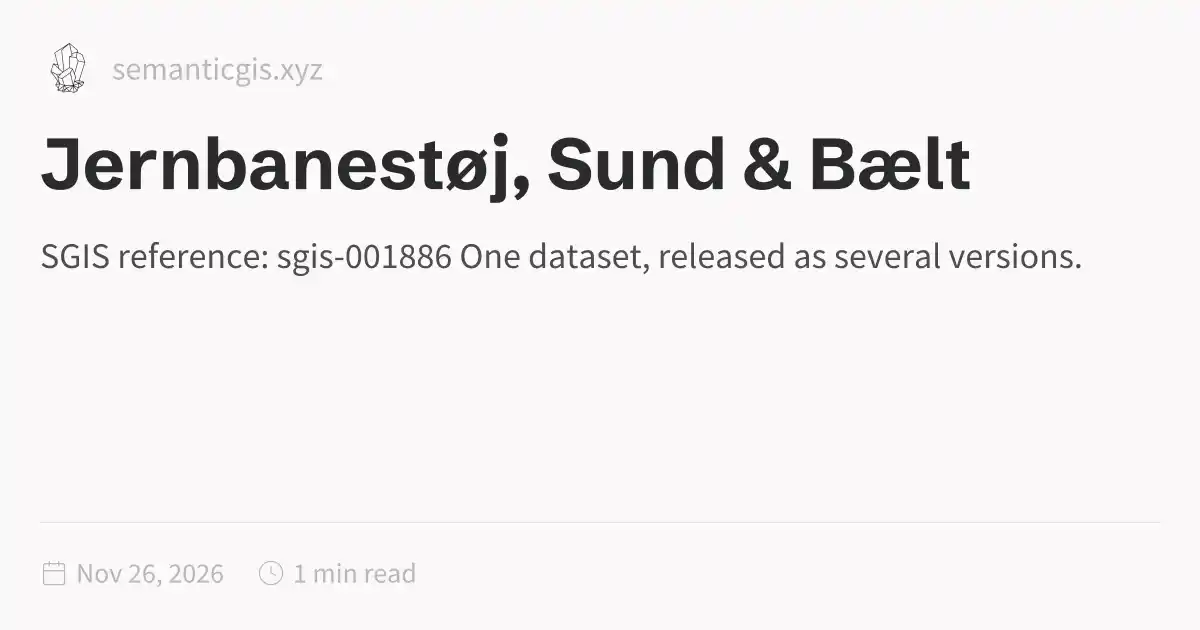 semanticgis.xyz
Jernbanestøj, Sund & Bælt
SGIS reference: sgis-001886 One dataset, released as several versions.
Nov 26, 2026 1 min read